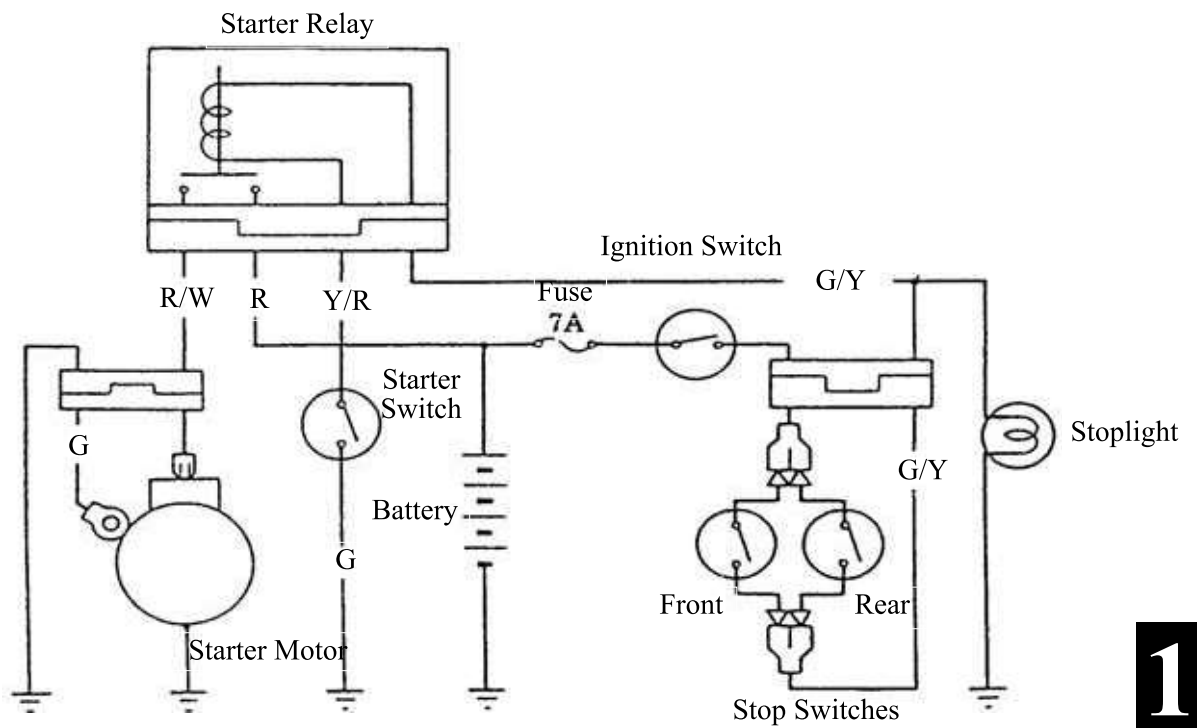 Starter Relay
Ignition Switch
G/Y
R/W
R
Y/R
Fuse
7A
Starter
Switch
G
Stoplight
G/Y
Battery
G
Front
Rear
Starter Motor
Stop Switches
1